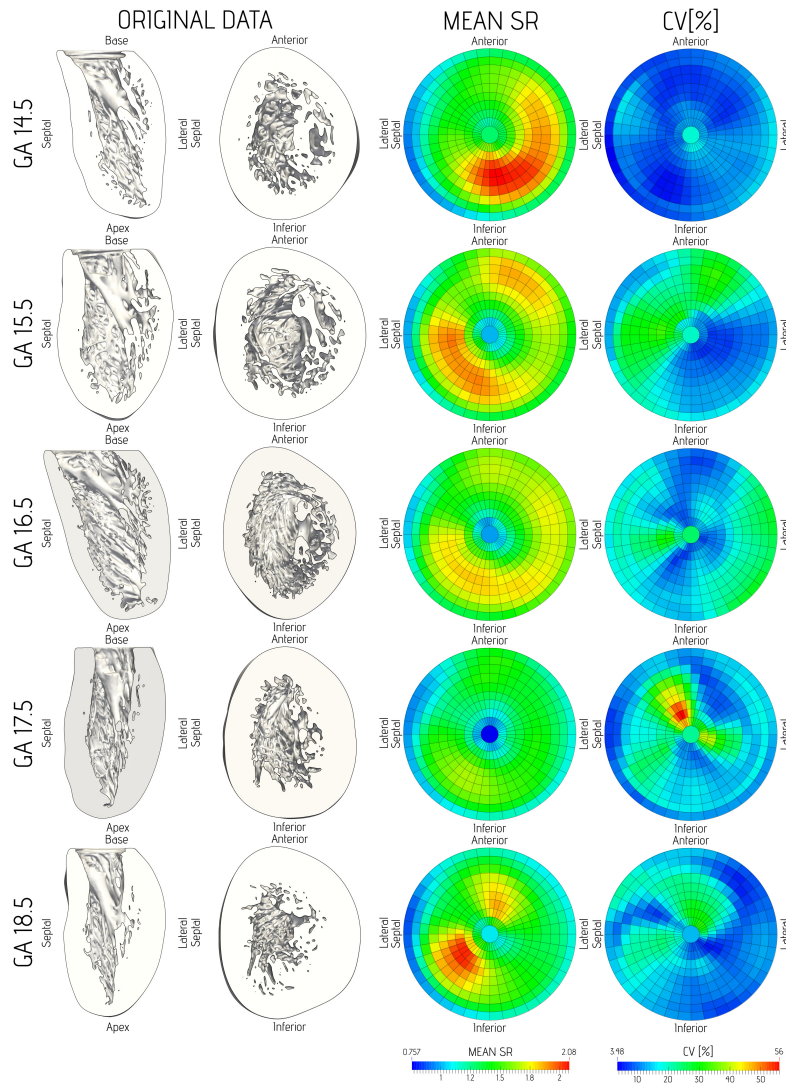 ORIGINAL DATA MEAN SR CV[%]
Base Anterior Anterior Anterior
GA 14.5
Septal Lateral Septal Lateral Septal Lateral
Apex Inferior Inferior Inferior
Base Anterior Anterior Anterior
GA 15.5
Septal Lateral Septal Lateral Septal Lateral
Apex Inferior Inferior Inferior
Base Anterior Anterior Anterior
GA 16.5
Septal Lateral Septal Lateral Septal Lateral
Apex Inferior Inferior Inferior
Base Anterior Anterior Anterior
GA 17.5
Septal Lateral Septal Lateral Septal Lateral
Apex Inferior Inferior Inferior
Base Anterior Anterior Anterior
GA 18.5
Septal Lateral Septal Lateral Septal Lateral
Apex Inferior Inferior Inferior
0.757 MEAN SR 2.08 3.48 CV [%] 56
1 1.2 1.8 2 10 20 30 50